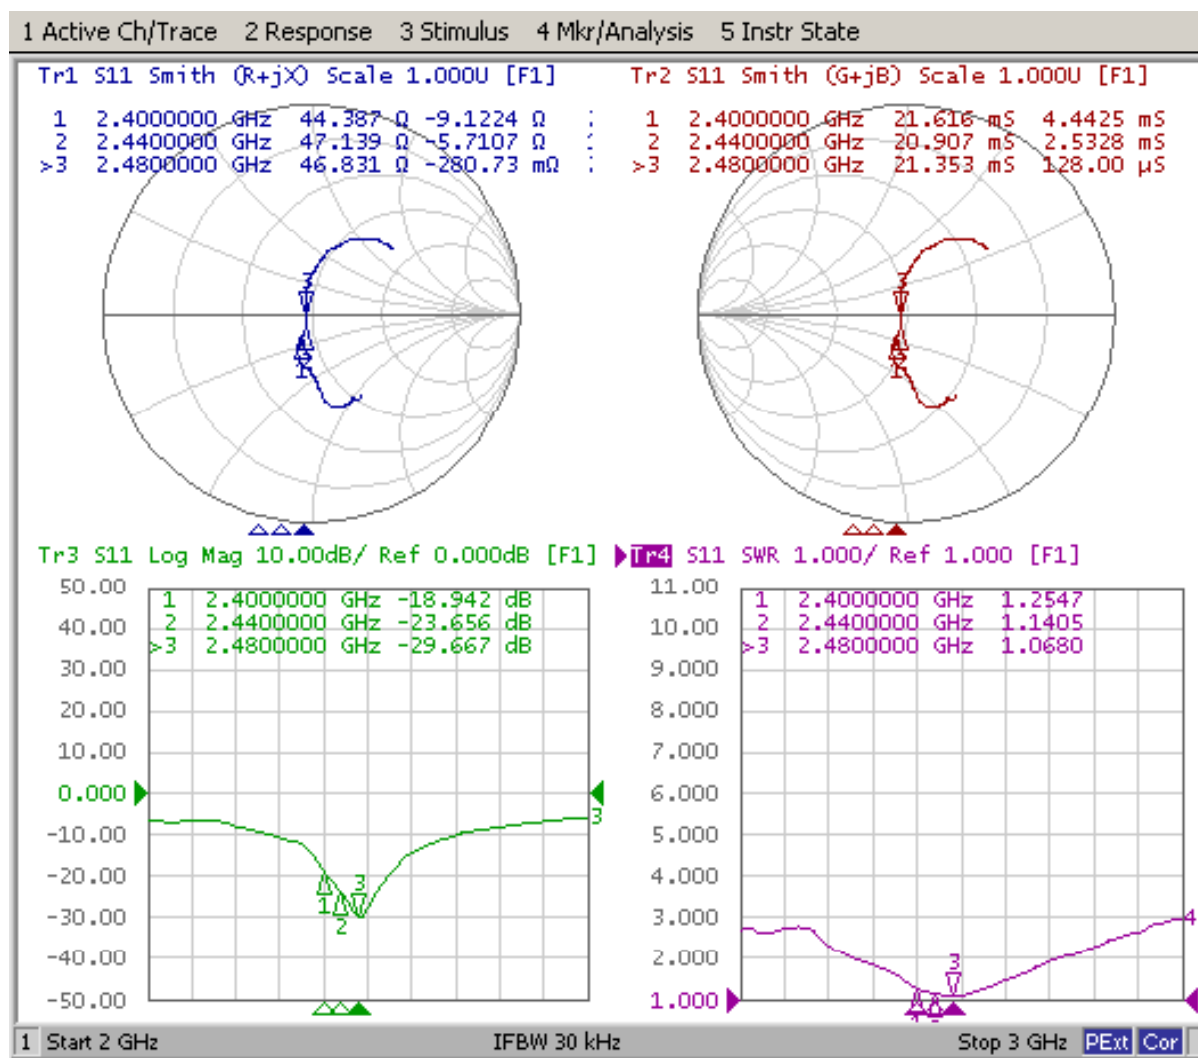 1 Active Ch/Trace 2 Response 3 Stimulus 4 Mkr/Analysis 5 Instr State
Tr1 S11 Smith (R+jX) Scale 1.000U [F1]
1 2.4000000 GHz 44.387 Ω -9.1224 Ω
2 2.4400000 GHz 47.139 Ω -5.7107 Ω
>3 2.4800000 GHz 46.831 Ω -280.73 mΩ
3
1
Tr2 S11 Smith (G+jB) Scale 1.000U [F1]
1 2.4000000 GHz 21.616 mS 4.4425 mS
2 2.4400000 GHz 20.907 mS 2.5328 mS
>3 2.4800000 GHz 21.353 mS 128.00 µS
3
1
Tr3 S11 Log Mag 10.00dB/ Ref 0.000dB [F1]
50.00
40.00
30.00
20.00
10.00
0.000
-10.00
-20.00
-30.00
-40.00
-50.00
1 2.4000000 GHz -18.942 dB
2 2.4400000 GHz -23.656 dB
>3 2.4800000 GHz -29.667 dB
3
3
1
2
Tr4 S11 SWR 1.000/ Ref 1.000 [F1]
11.00
10.00
9.000
8.000
7.000
6.000
5.000
4.000
3.000
2.000
1.000
1 2.4000000 GHz 1.2547
2 2.4400000 GHz 1.1405
>3 2.4800000 GHz 1.0680
4
3
1 Start 2 GHz IFBW 30 kHz Stop 3 GHz PExt Cor